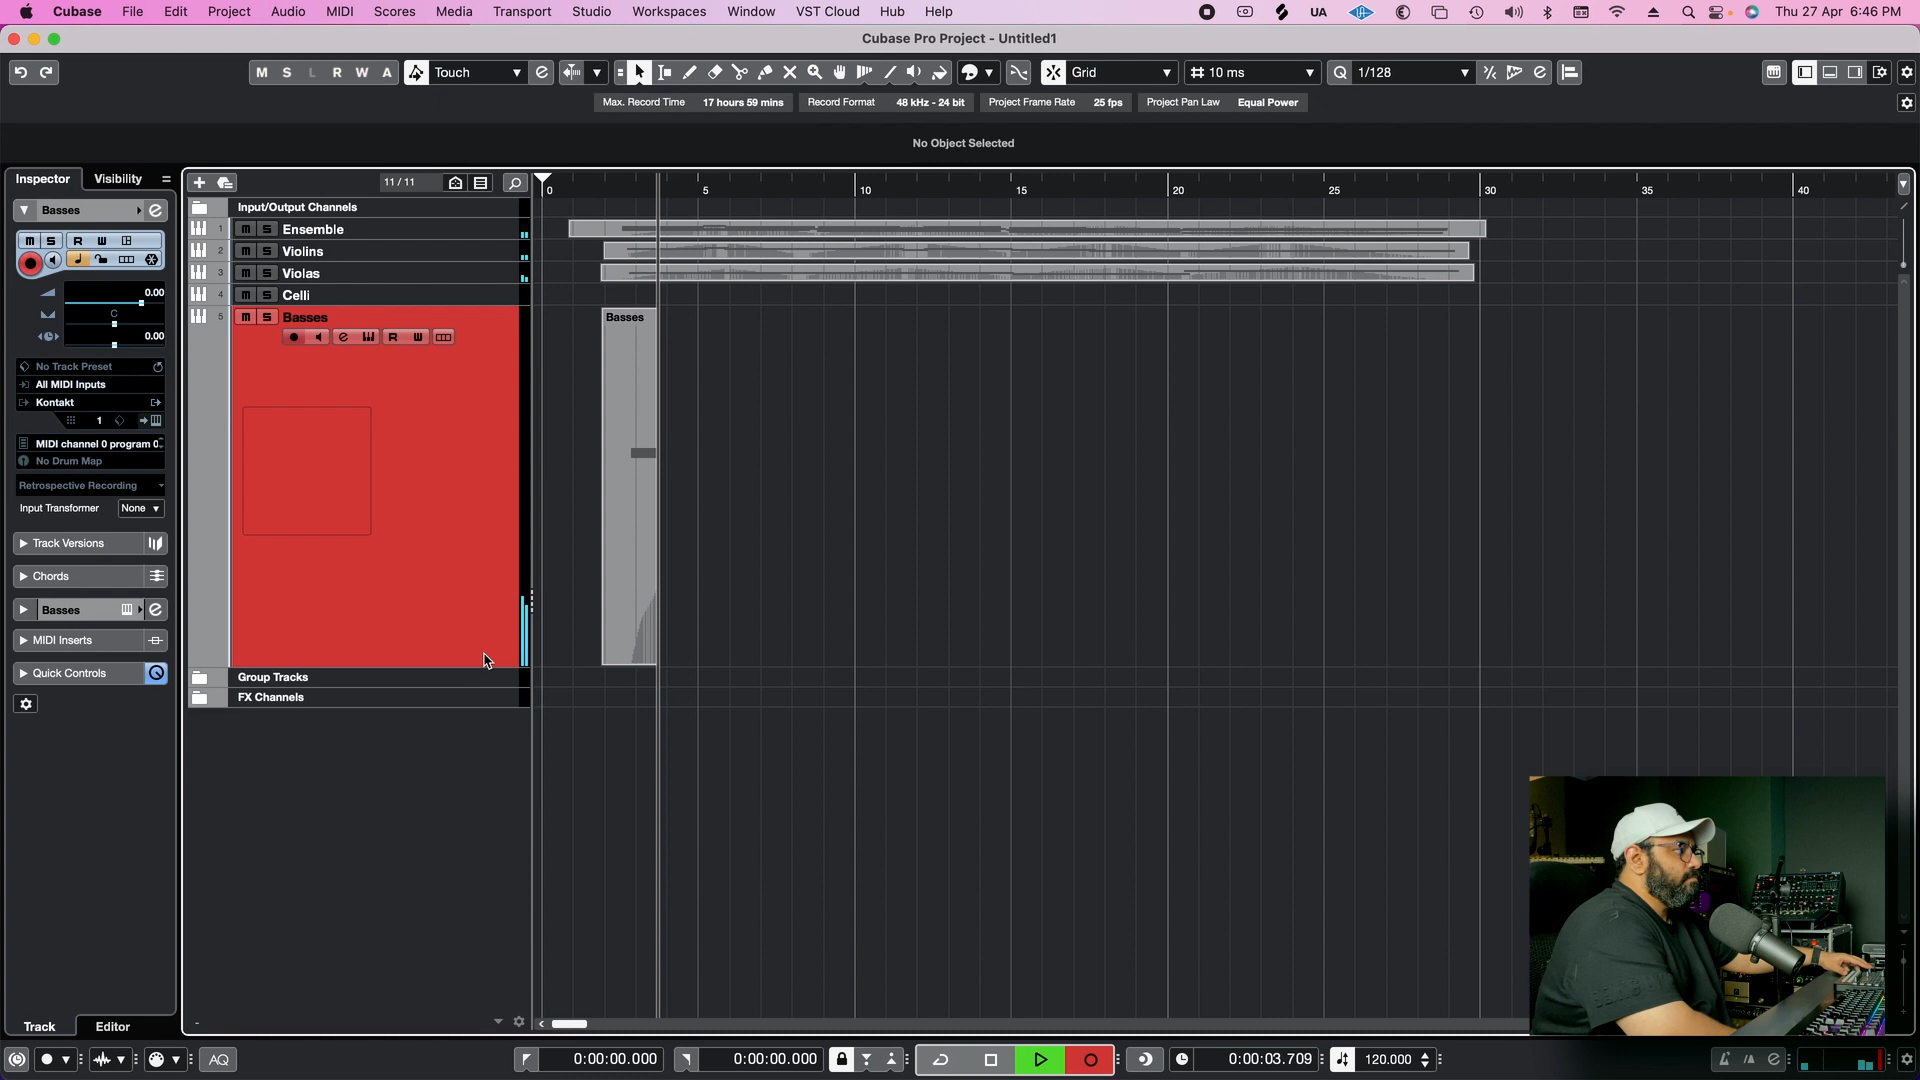 Cubase File Edit Project Audio MIDI Scores Media Transport Studio Workspaces Window VST Cloud Hub Help UA Thu 27 Apr 6:46 PM
Cubase Pro Project - Untitled1
M S L R W A Touch Grid 10 ms Q 1/128
Max. Record Time 17 hours 59 mins Record Format 48 kHz - 24 bit Project Frame Rate 25 fps Project Pan Law Equal Power
No Object Selected
Inspector Visibility
11 / 11
0 5 10 15 20 25 30 35 40
Basses
Input/Output Channels
1 m S Ensemble
2 m S Violins
3 m S Violas
4 m S Celli
5 m S Basses
Basses
R W
m S R W
0.00
C
0.00
No Track Preset
All MIDI Inputs
Kontakt
1
MIDI channel 0 program 0
No Drum Map
Retrospective Recording
Input Transformer None
Track Versions
Chords
Basses
MIDI Inserts
Quick Controls
Group Tracks
FX Channels
Track Editor
AQ 0:00:00.000 0:00:00.000 0:00:03.709 120.000